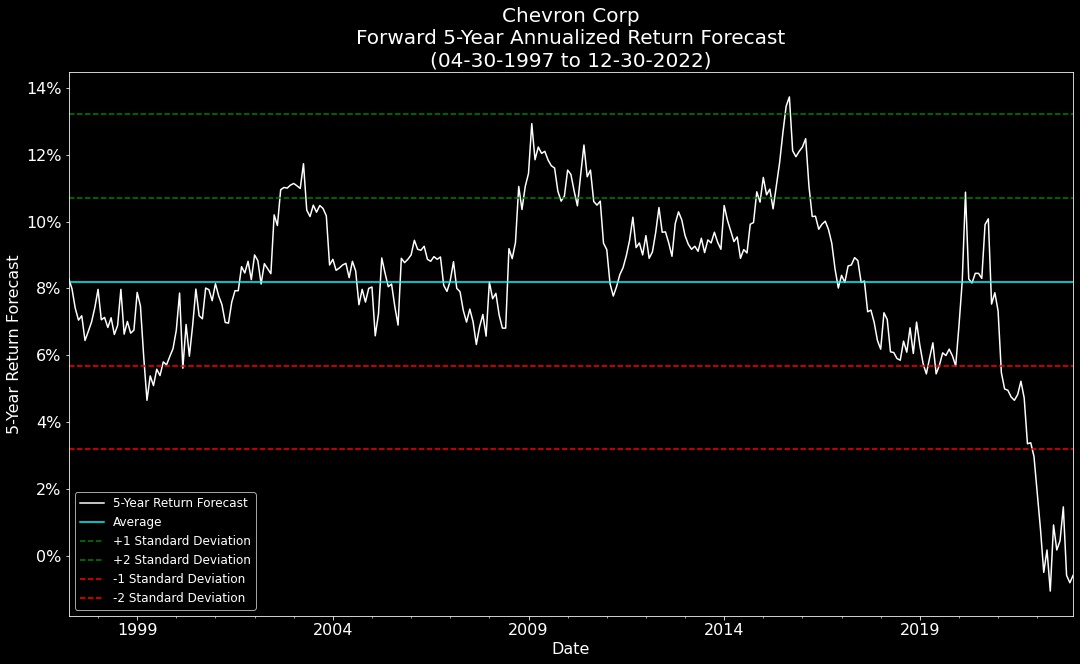 Chevron Corp
Forward 5-Year Annualized Return Forecast
(04-30-1997 to 12-30-2022)
14%
12%
10%
8%
6%
4%
2%
0%
5-Year Return Forecast
5-Year Return Forecast
Average
+1 Standard Deviation
+2 Standard Deviation
-1 Standard Deviation
-2 Standard Deviation
1999 2004 2009 2014 2019
Date